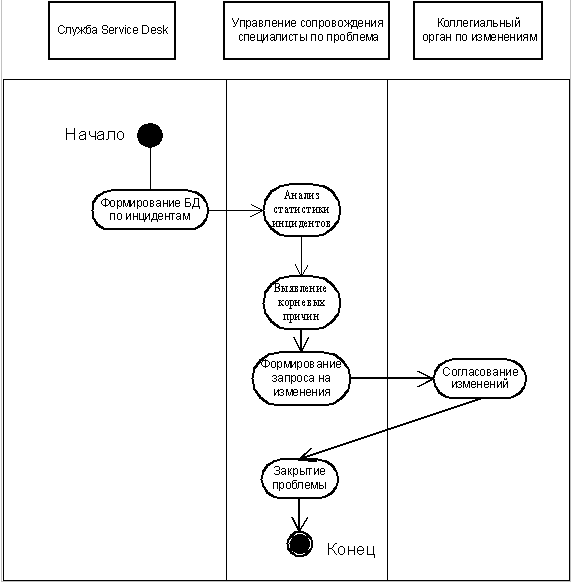 Служба Service Desk
Управление сопровождения
специалисты по проблема
Коллегиальный
орган по изменениям
Начало
Формирование БД
по инцидентам
Анализ
статистики
инцидентов
Выявление
корневых
причин
Формирование
запроса на
изменения
Согласование
изменений
Закрытие
проблемы
Конец